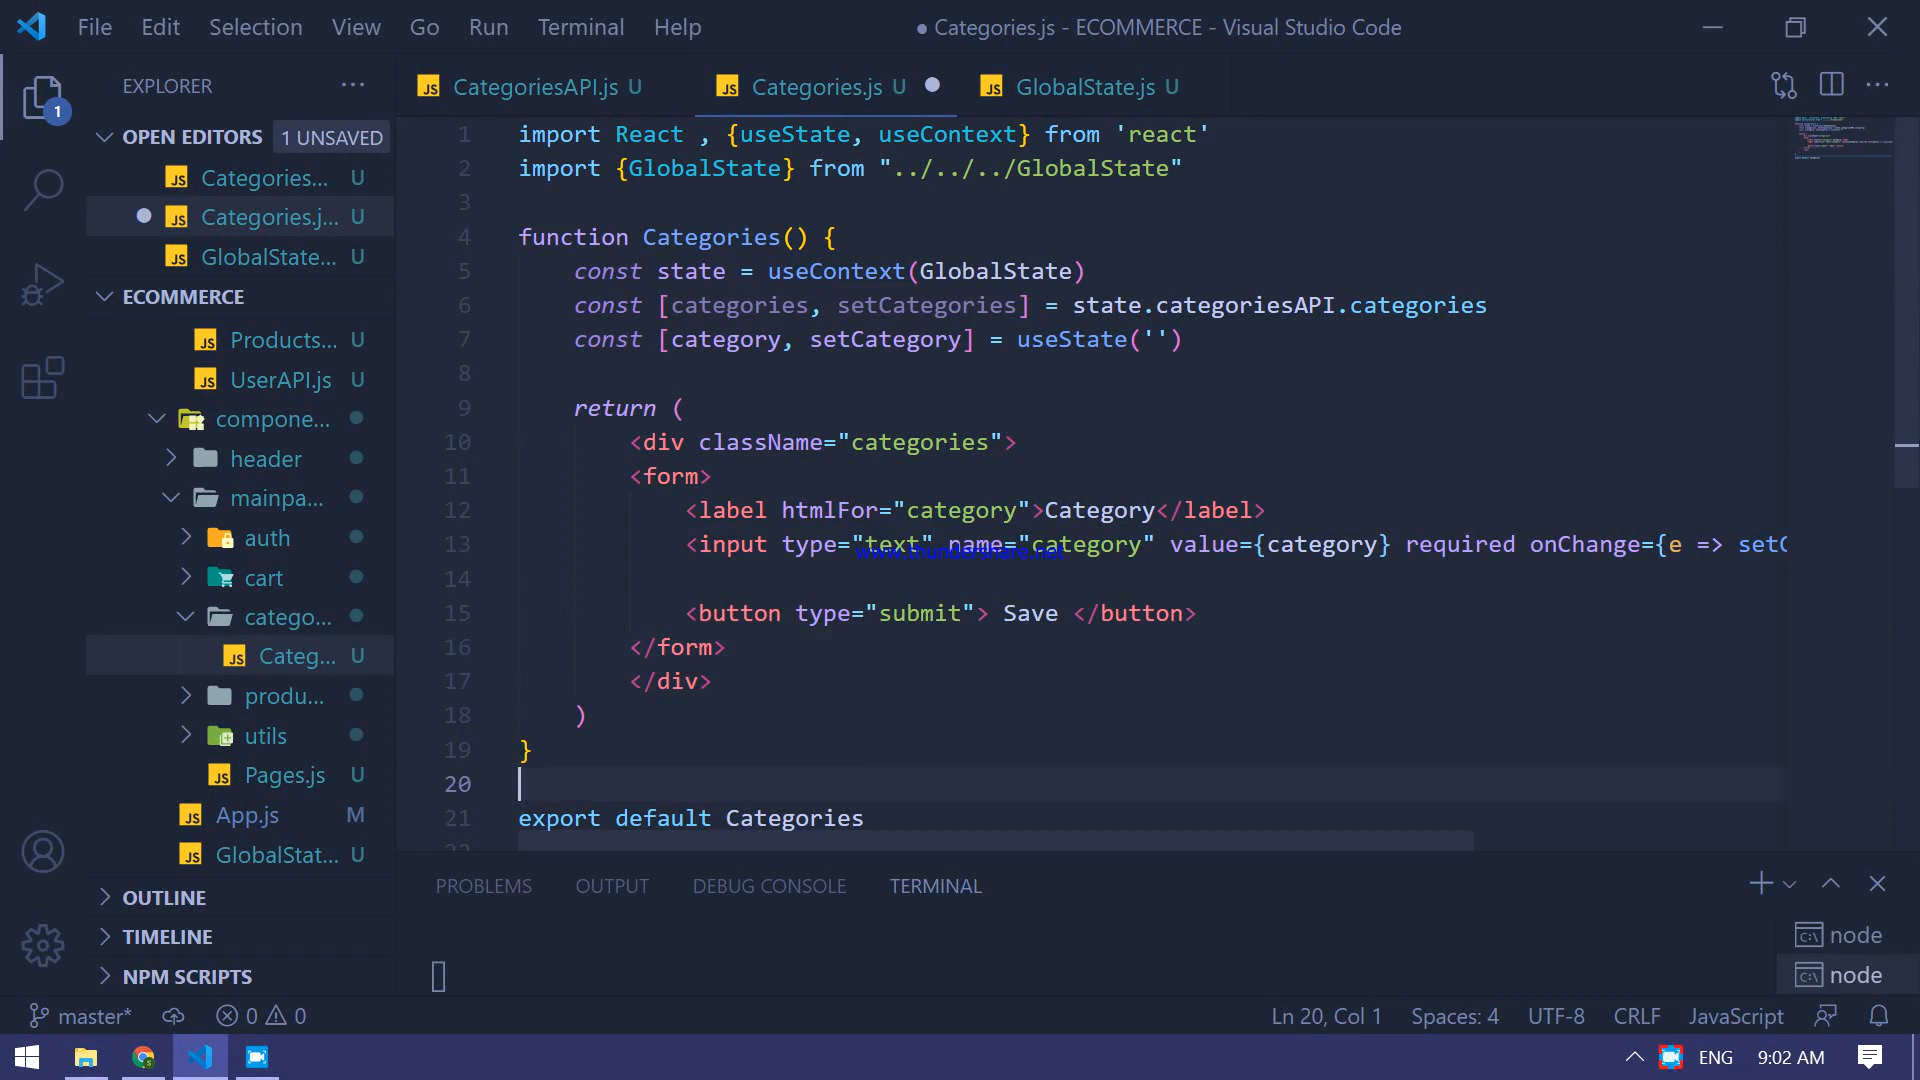 File Edit Selection View Go Run Terminal Help
● Categories.js - ECOMMERCE - Visual Studio Code
EXPLORER
CategoriesAPI.js U
Categories.js U
GlobalState.js U
OPEN EDITORS 1 UNSAVED
Categories... U
Categories.j... U
GlobalState... U
ECOMMERCE
Products... U
UserAPI.js U
compone...
header
mainpa...
auth
cart
catego...
Categ... U
produ...
utils
Pages.js U
App.js M
GlobalStat... U
OUTLINE
TIMELINE
NPM SCRIPTS
1 import React , {useState, useContext} from 'react'
2 import {GlobalState} from "../../../GlobalState"
3
4 function Categories() {
5 const state = useContext(GlobalState)
6 const [categories, setCategories] = state.categoriesAPI.categories
7 const [category, setCategory] = useState('')
8
9 return (
10 <div className="categories">
11 <form>
12 <label htmlFor="category">Category</label>
13 <input type="text" name="category" value={category} required onChange={e => setC
www.thundershare.net
14
15 <button type="submit"> Save </button>
16 </form>
17 </div>
18 )
19 }
20
21 export default Categories
22
PROBLEMS OUTPUT DEBUG CONSOLE TERMINAL
node
node
master* 0 0
Ln 20, Col 1 Spaces: 4 UTF-8 CRLF JavaScript
ENG 9:02 AM